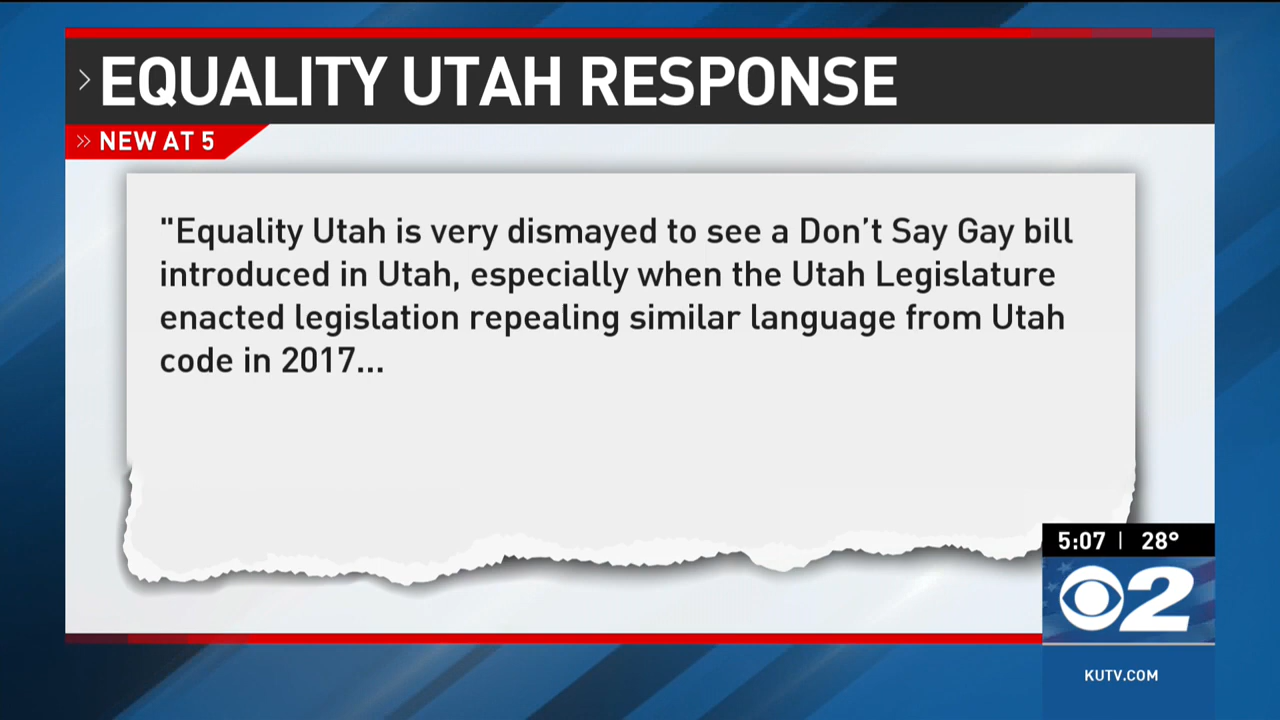 EQUALITY UTAH RESPONSE
NEW AT 5
"Equality Utah is very dismayed to see a Don't Say Gay bill
introduced in Utah, especially when the Utah Legislature
enacted legislation repealing similar language from Utah
code in 2017...
5:07 | 28°
2
KUTV.COM